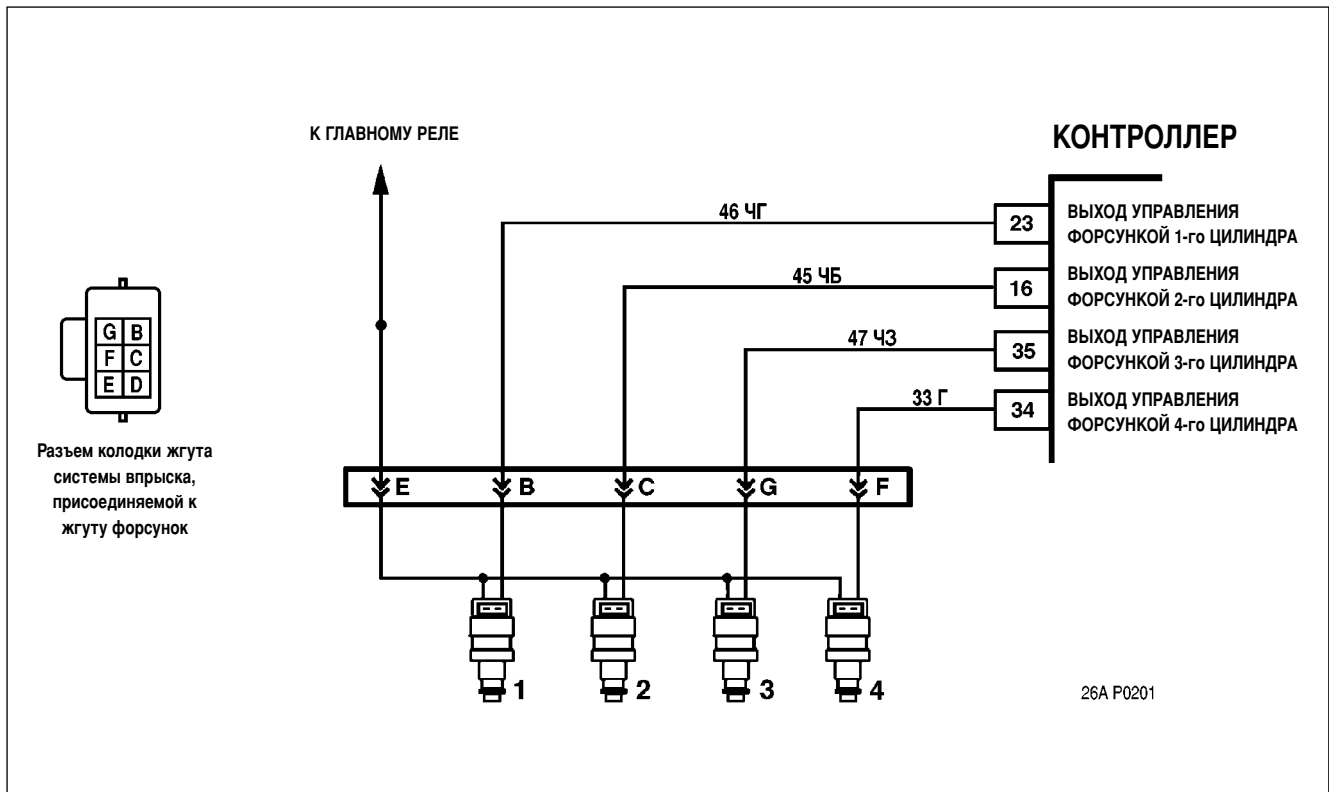 К ГЛАВНОМУ РЕЛЕ
КОНТРОЛЛЕР
46 ЧГ
23
ВЫХОД УПРАВЛЕНИЯ
ФОРСУНКОЙ 1-го ЦИЛИНДРА
45 ЧБ
16
ВЫХОД УПРАВЛЕНИЯ
ФОРСУНКОЙ 2-го ЦИЛИНДРА
47 ЧЗ
35
ВЫХОД УПРАВЛЕНИЯ
ФОРСУНКОЙ 3-го ЦИЛИНДРА
33 Г
34
ВЫХОД УПРАВЛЕНИЯ
ФОРСУНКОЙ 4-го ЦИЛИНДРА
G B
F C
E D
Разъем колодки жгута
системы впрыска,
присоединяемой к
жгуту форсунок
E B C G F
1 2 3 4
26А Р0201